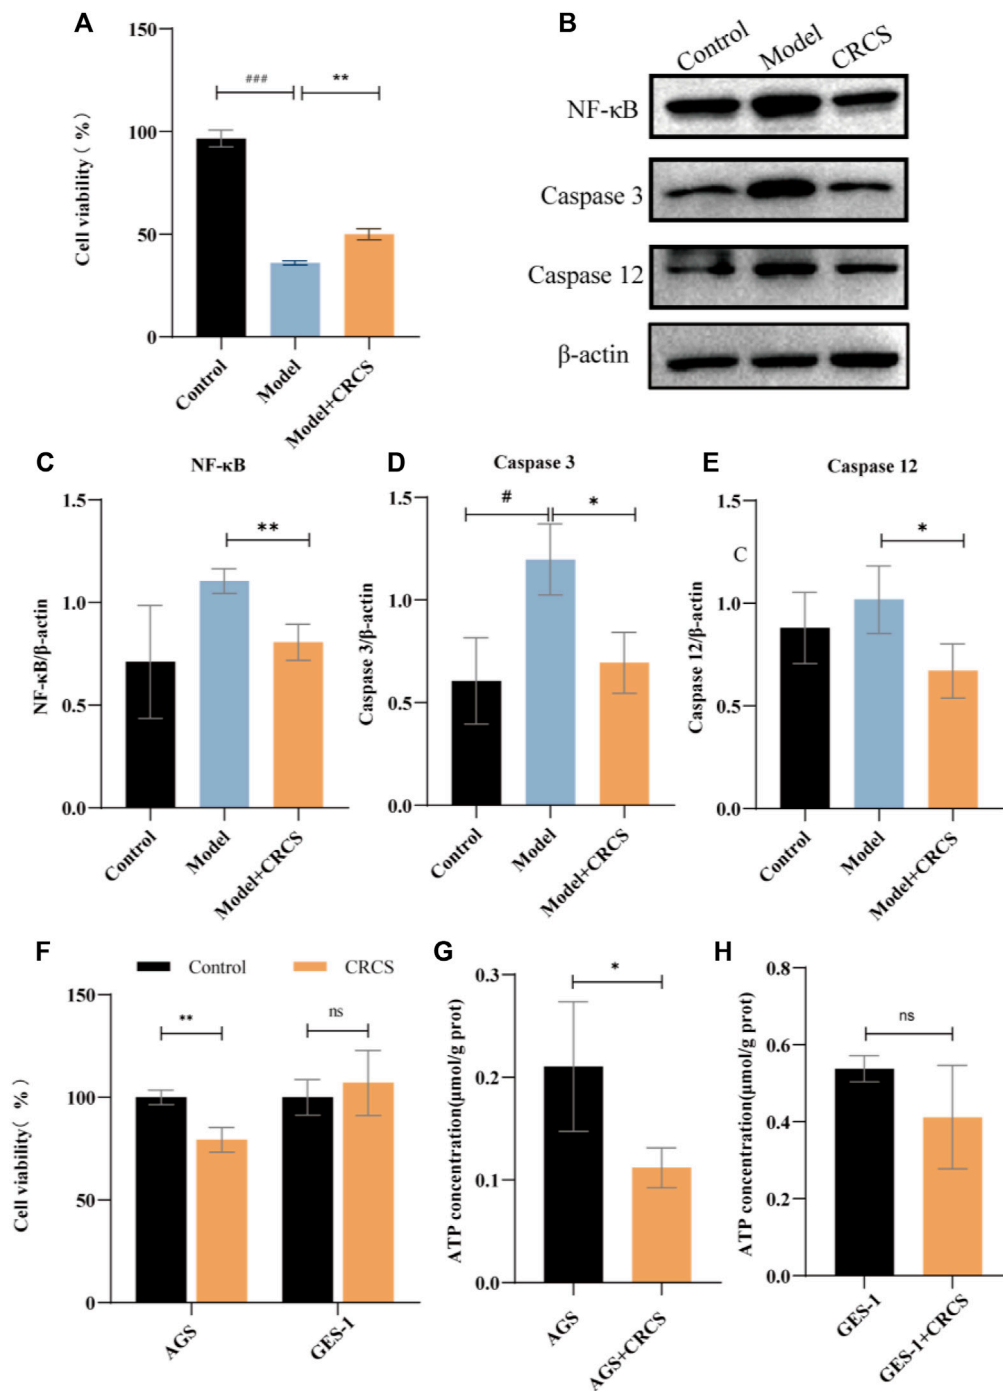 A
150
100
50
0
Cell viability( %)
###
**
Control
Model
Model+CRCS
B
Control
Model
CRCS
NF-κB
Caspase 3
Caspase 12
β-actin
C
NF-κB
1.5
1.0
0.5
0.0
NF-κB/β-actin
**
Control
Model
Model+CRCS
D
Caspase 3
1.5
1.0
0.5
0.0
Caspase 3/β-actin
#
*
Control
Model
Model+CRCS
E
Caspase 12
1.5
C
1.0
0.5
0.0
Caspase 12/β-actin
*
Control
Model
Model+CRCS
F
Control
CRCS
150
100
50
0
Cell viability( %)
**
ns
AGS
GES-1
G
0.3
0.2
0.1
0.0
ATP concentration(μmol/g prot)
*
AGS
AGS+CRCS
H
0.8
0.6
0.4
0.2
0.0
ATP concentration(μmol/g prot)
ns
GES-1
GES-1+CRCS